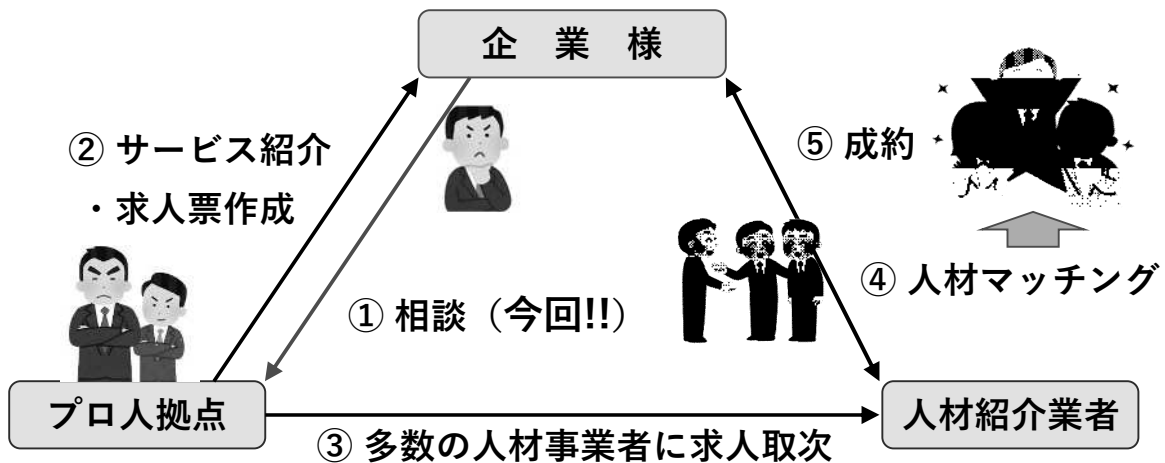 企 業 様
② サービス紹介
・求人票作成
⑤ 成約
① 相談（今回!!）
④ 人材マッチング
プロ人拠点
人材紹介業者
③ 多数の人材事業者に求人取次